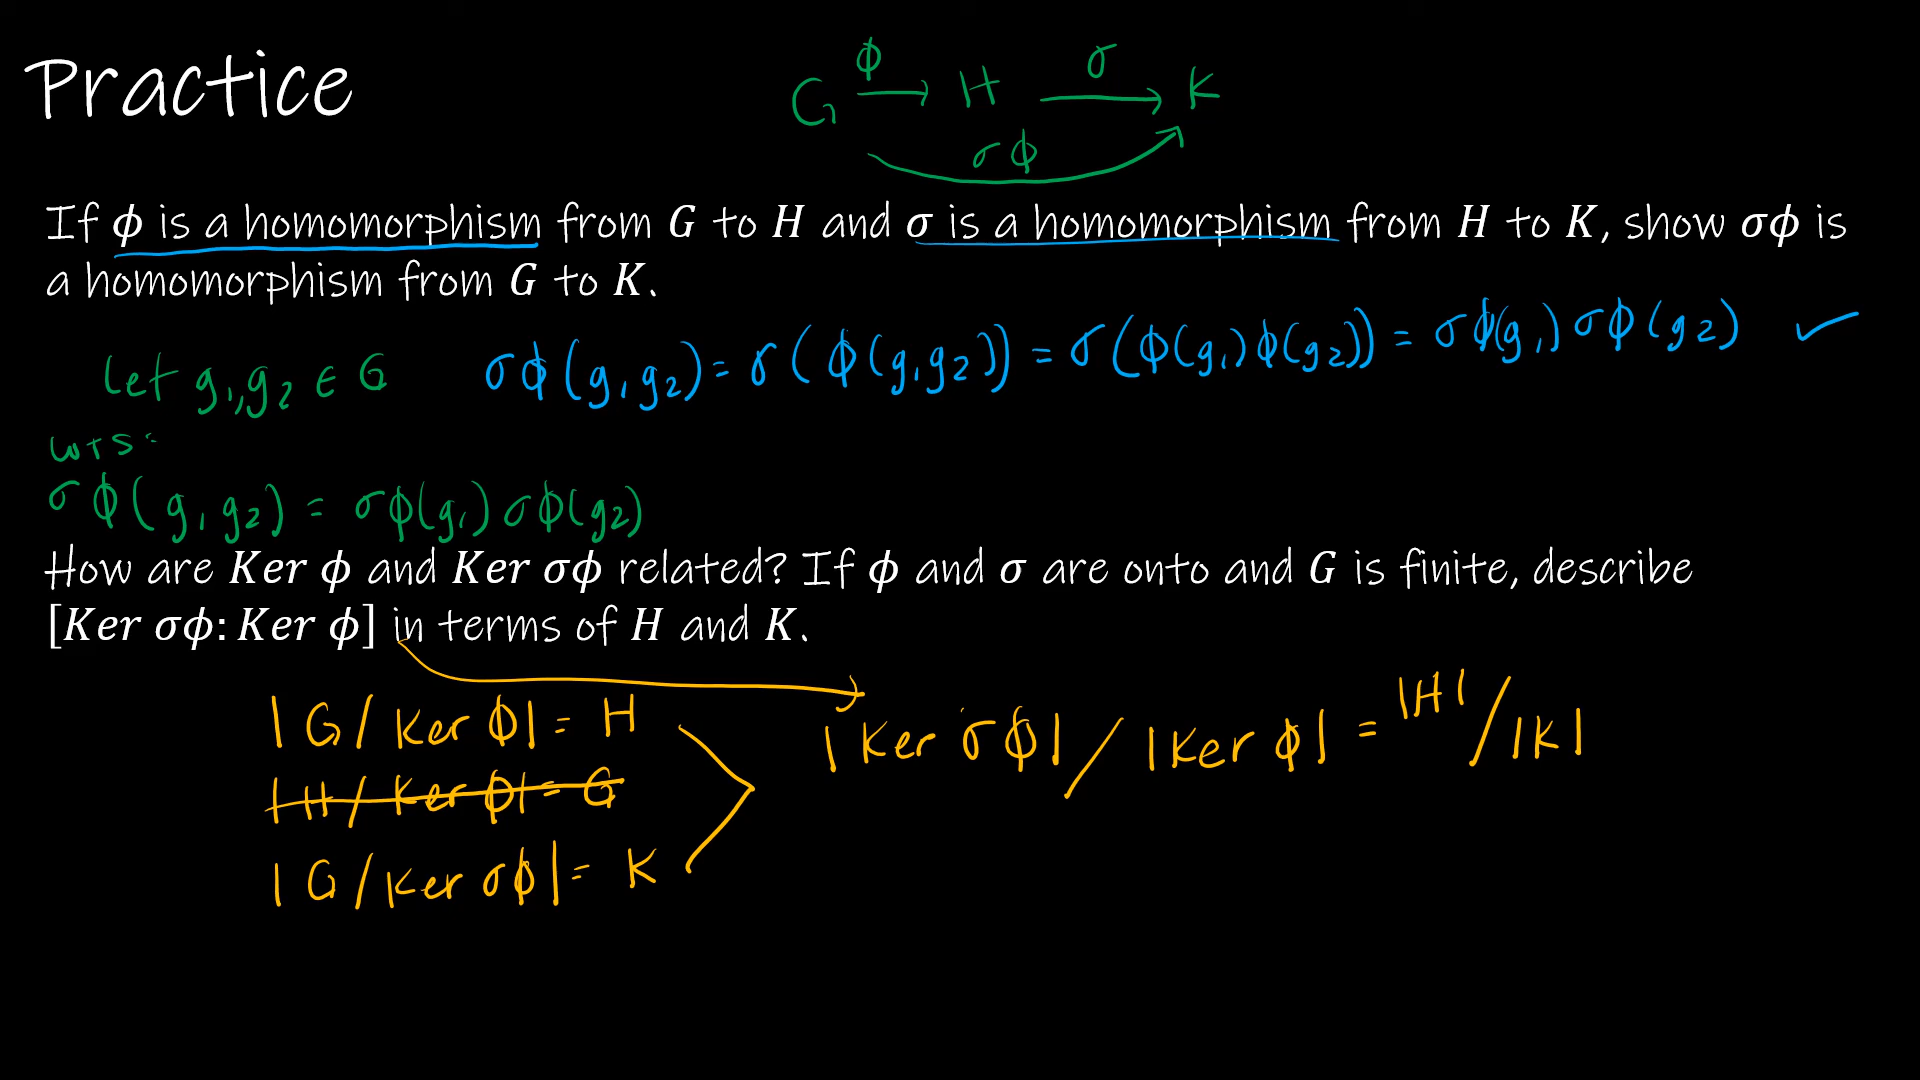 Practice
G ϕ→ H σ→ K
σϕ
If ϕ is a homomorphism from G to H and σ is a homomorphism from H to K, show σϕ is
a homomorphism from G to K.
Let g₁,g₂ ∈ G σϕ(g₁g₂) = σ(ϕ(g₁g₂)) = σ(ϕ(g₁)ϕ(g₂)) = σϕ(g₁)σϕ(g₂) ✓
WTS:
σϕ(g₁g₂) = σϕ(g₁)σϕ(g₂)
How are Ker ϕ and Ker σϕ related? If ϕ and σ are onto and G is finite, describe
[Ker σϕ: Ker ϕ] in terms of H and K.
|G/Ker ϕ| = H
|Ker σϕ|/|Ker ϕ| = |H|/|K|
|H/Ker ϕ| = G
|G/Ker σϕ| = K